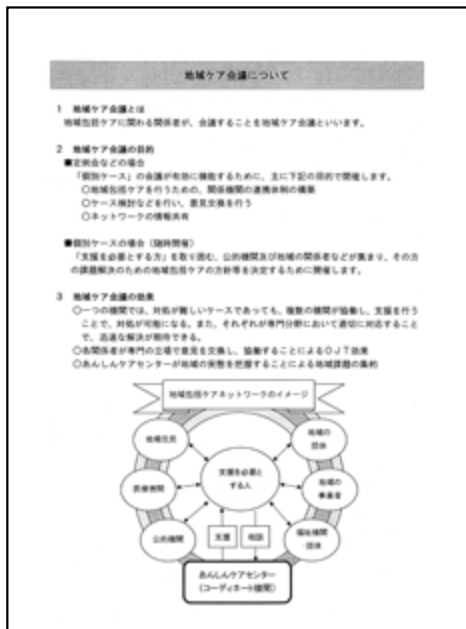 地域ケア会議について
1 地域ケア会議とは
地域包括ケアに関わる関係者が、会議することを地域ケア会議といいます。
2 地域ケア会議の目的
■定例会などの場合
「個別ケース」の会議が有効に機能するために、主に下記の目的で開催します。
○地域包括ケアを行うための、関係機関の連携体制の構築
○ケース検討などを行い、意見交換を行う
○ネットワークの情報共有
■個別ケースの場合（随時開催）
「支援を必要とする方」を取り囲む、公的機関及び地域の関係者などが集まり、その方
の課題解決のための地域包括ケアの方針等を決定するために開催します。
3 地域ケア会議の効果
○一つの機関では、対処が難しいケースであっても、複数の機関が協働し、支援を行う
ことで、対処が可能になる。また、それぞれが専門分野において適切に対応すること
で、迅速な解決が期待できる。
○各関係者が専門の立場で意見を交換し、協働することによるOJT効果
○あんしんケアセンターが地域の実態を把握することによる地域課題の集約
地域包括ケアネットワークのイメージ
地域住民
地域の
団体
支援を必要と
する人
医療機関
地域の
事業者
公的機関
支援
相談
福祉機関
・団体
あんしんケアセンター
（コーディネート機関）